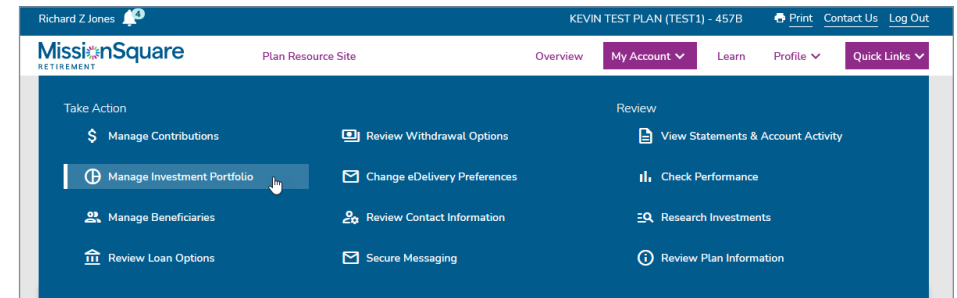 Richard Z Jones 4 KEVIN TEST PLAN (TEST1) - 457B Print Contact Us Log Out
MissionSquare
RETIREMENT
Plan Resource Site Overview My Account Learn Profile Quick Links
Take Action Review
Manage Contributions Review Withdrawal Options View Statements & Account Activity
Manage Investment Portfolio Change eDelivery Preferences Check Performance
Manage Beneficiaries Review Contact Information Research Investments
Review Loan Options Secure Messaging Review Plan Information